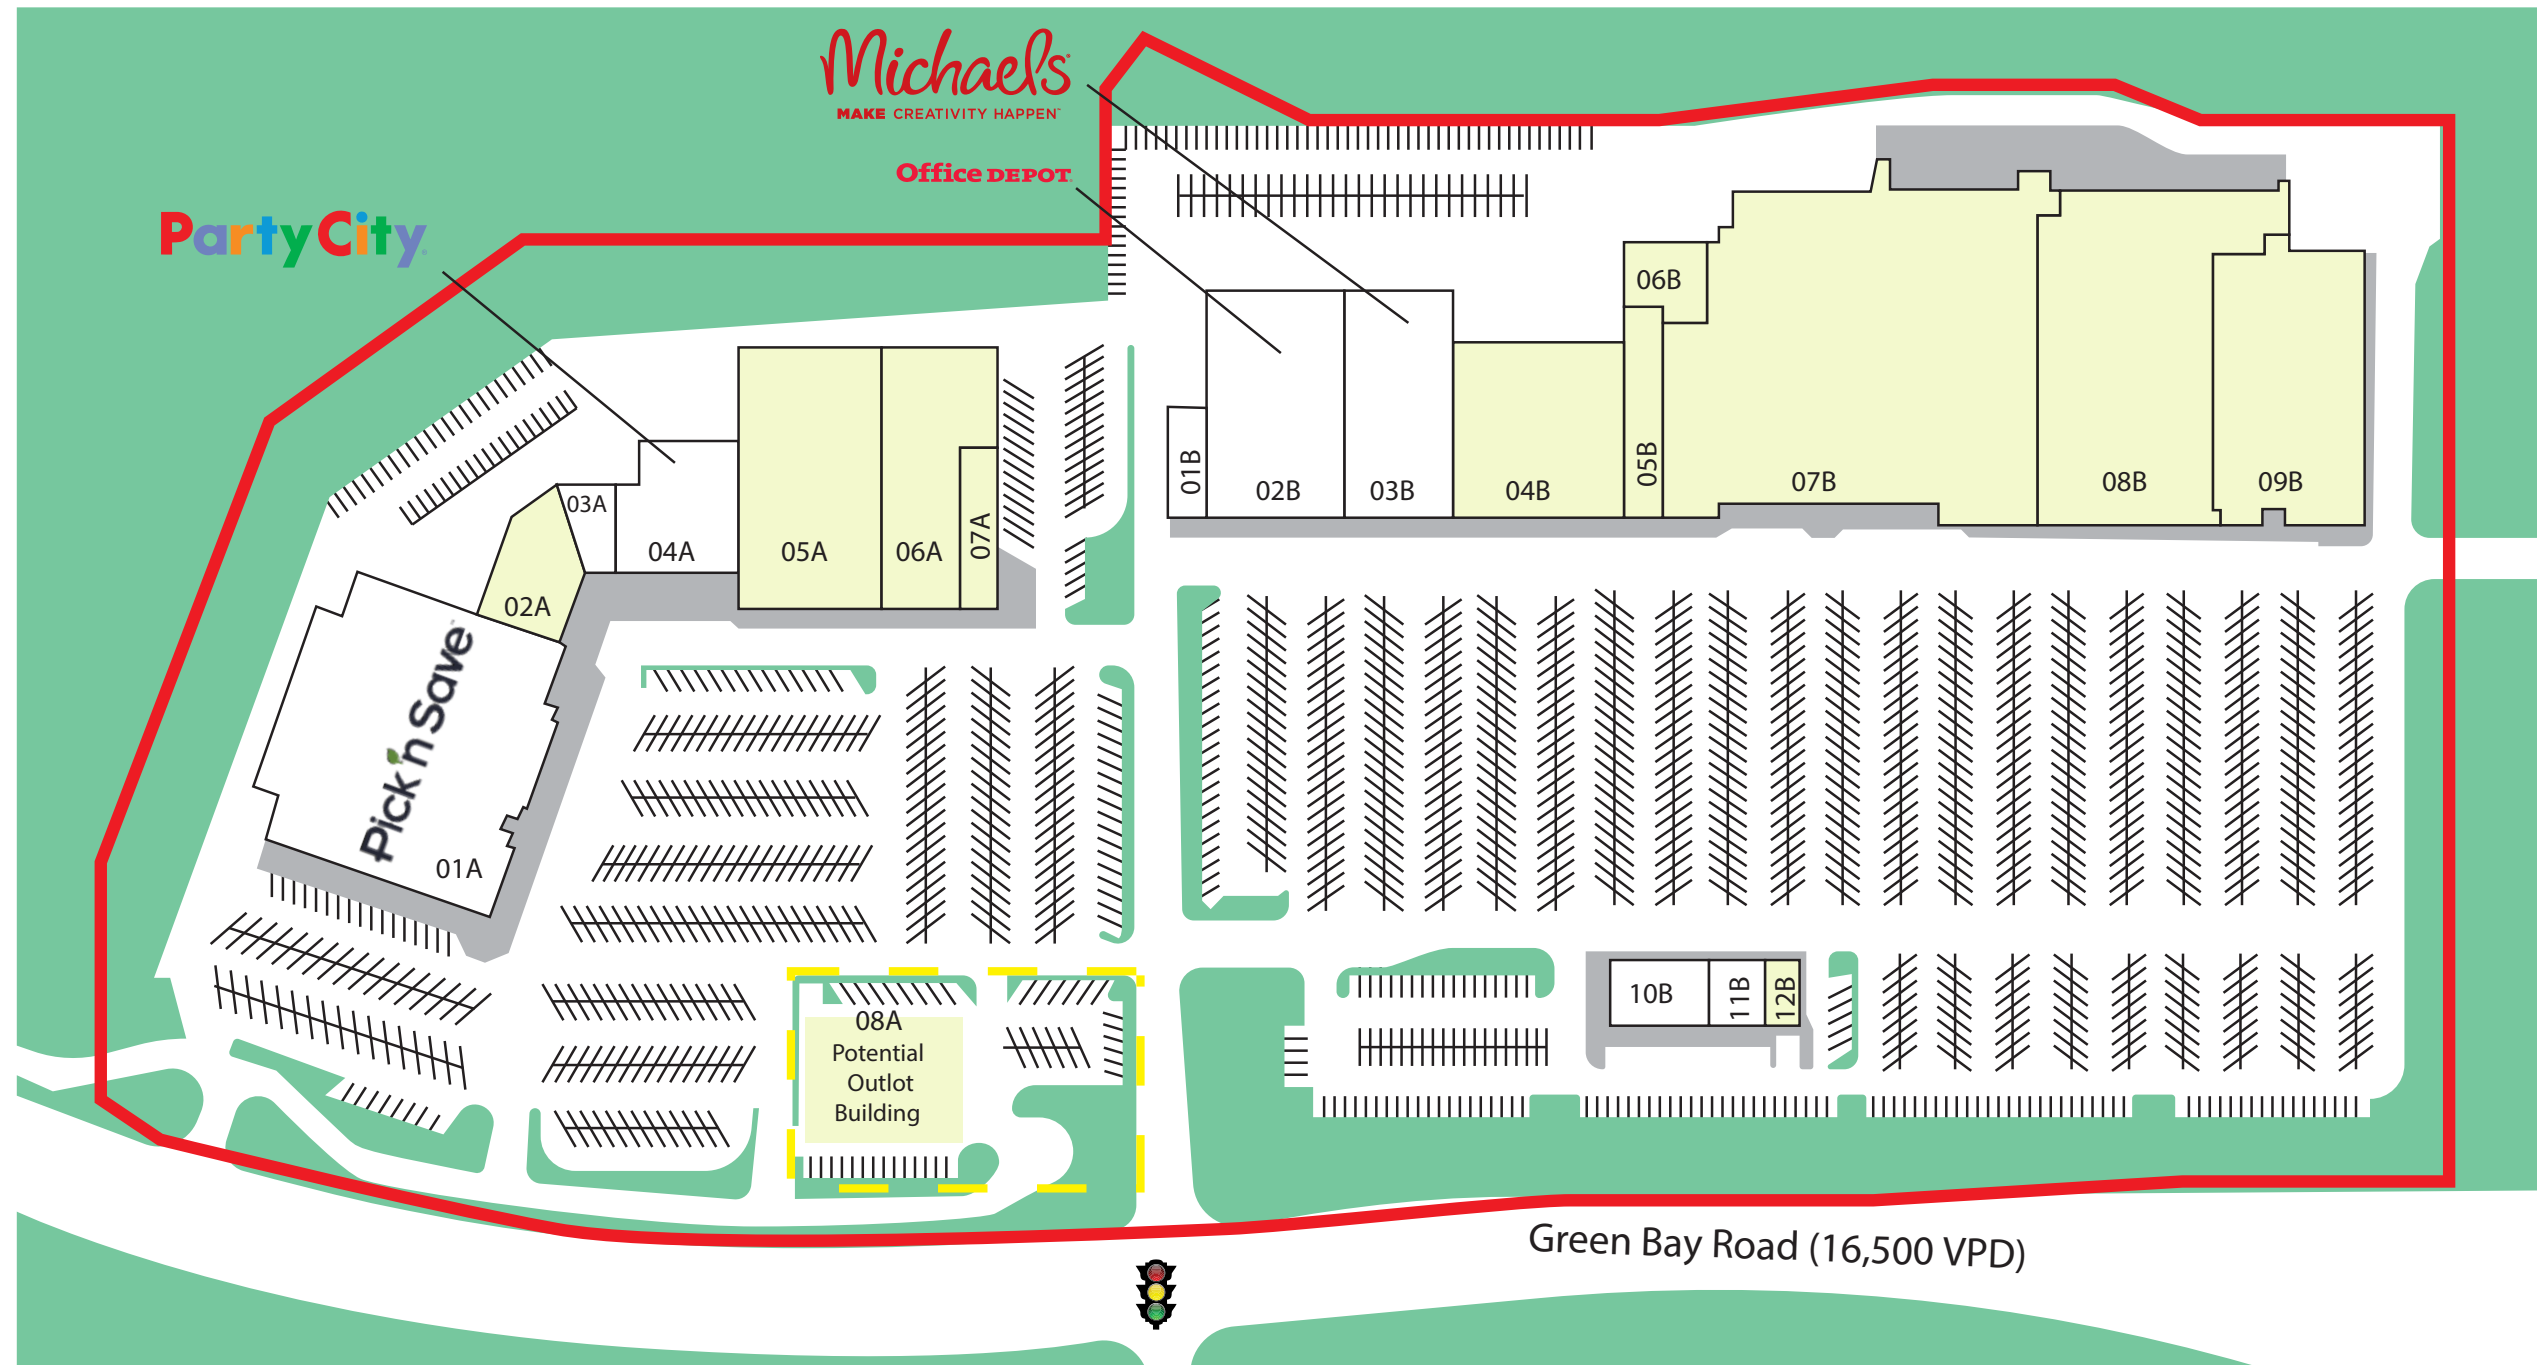 Michaels
MAKE CREATIVITY HAPPEN
Office DEPOT
Party City
06B
01B
02B
03B
04B
05B
07B
08B
09B
03A
04A
05A
06A
07A
02A
Pick'n Save
01A
08A
Potential
Outlot
Building
10B
11B
12B
Green Bay Road (16,500 VPD)